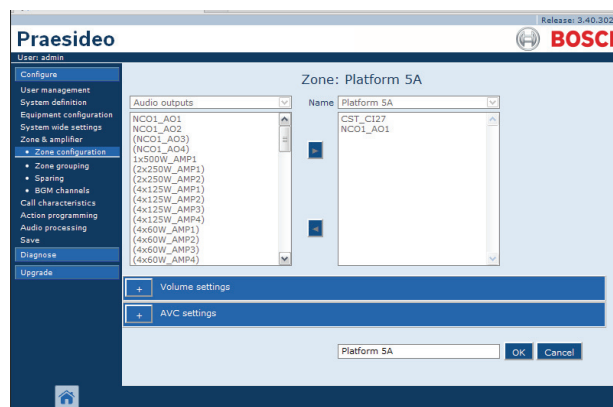 Release: 3.40.302
Praesideo
BOSCH
User: admin
Configure
User management
System definition
Equipment configuration
System wide settings
Zone & amplifier
• Zone configuration
• Zone grouping
• Sparing
• BGM channels
Call characteristics
Action programming
Audio processing
Save
Diagnose
Upgrade
Zone: Platform 5A
Audio outputs
NCO1_AO1
NCO1_AO2
(NCO1_AO3)
(NCO1_AO4)
1x500W_AMP1
(2x250W_AMP1)
(2x250W_AMP2)
(4x125W_AMP1)
(4x125W_AMP2)
(4x125W_AMP3)
(4x125W_AMP4)
(4x60W_AMP1)
(4x60W_AMP2)
(4x60W_AMP3)
(4x60W_AMP4)
Name Platform 5A
CST_CI27
NCO1_AO1
+ Volume settings
+ AVC settings
Platform 5A OK Cancel